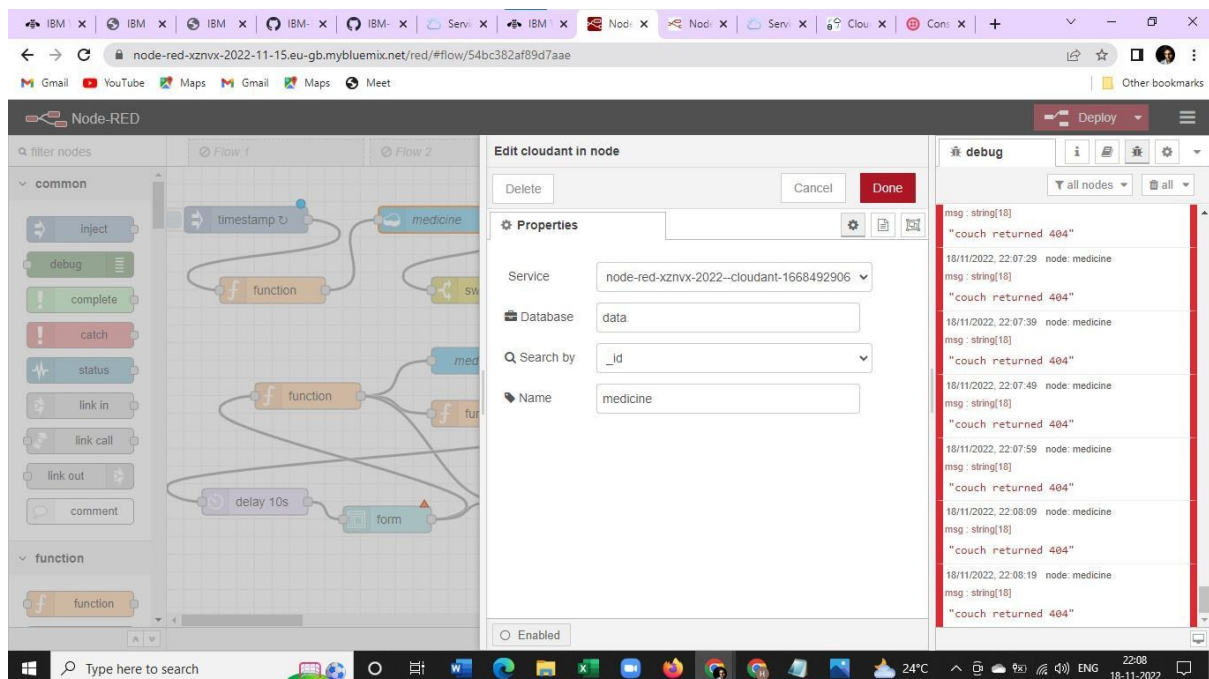 IBM
IBM
IBM
IBM-
IBM-
Servi
IBM
Node
Node
Servi
Clou
Cons
node-red-xznvx-2022-11-15.eu-gb.mybluemix.net/red/#flow/54bc382af89d7aae
Gmail YouTube Maps Gmail Maps Meet Other bookmarks
Node-RED
Deploy
filter nodes
Flow 1
Flow 2
common
inject
debug
complete
catch
status
link in
link call
link out
comment
function
function
timestamp
medicine
function
sw
med
function
fun
delay 10s
form
Edit cloudant in node
Delete
Cancel
Done
Properties
Service
node-red-xznvx-2022--cloudant-1668492906
Database
data
Search by
_id
Name
medicine
Enabled
debug
i
all nodes
all
msg : string[18]
"couch returned 404"
18/11/2022, 22:07:29 node: medicine
msg : string[18]
"couch returned 404"
18/11/2022, 22:07:39 node: medicine
msg : string[18]
"couch returned 404"
18/11/2022, 22:07:49 node: medicine
msg : string[18]
"couch returned 404"
18/11/2022, 22:07:59 node: medicine
msg : string[18]
"couch returned 404"
18/11/2022, 22:08:09 node: medicine
msg : string[18]
"couch returned 404"
18/11/2022, 22:08:19 node: medicine
msg : string[18]
"couch returned 404"
Type here to search
24°C
ENG
22:08
18-11-2022